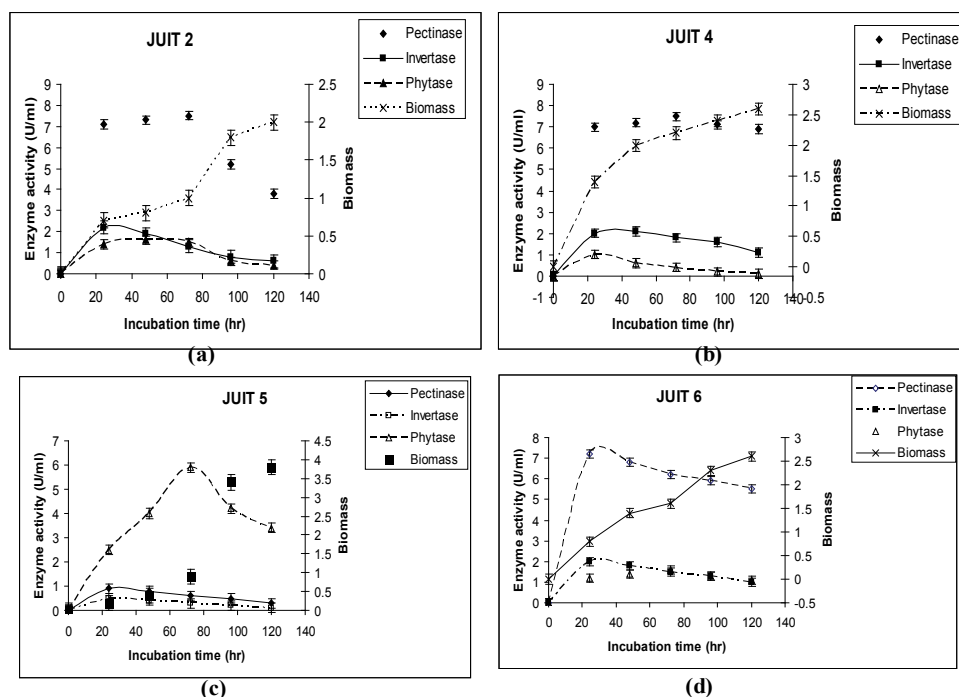 JUIT 2
Pectinase
Invertase
Phytase
Biomass
Enzyme activity (U/ml)
9
8
7
6
5
4
3
2
1
0
2.5
2
1.5
1
0.5
0
Biomass
0 20 40 60 80 100 120 140
Incubation time (hr)
(a)
JUIT 4
Pectinase
Invertase
Phytase
Biomass
Enzyme activity (U/ml)
9
8
7
6
5
4
3
2
1
0
-1
3
2.5
2
1.5
1
0.5
0
-0.5
Biomass
0 20 40 60 80 100 120 140
Incubation time (hr)
(b)
JUIT 5
Pectinase
Invertase
Phytase
Biomass
Enzyme activity (U/ml)
7
6
5
4
3
2
1
0
4.5
4
3.5
3
2.5
2
1.5
1
0.5
0
Biomass
0 20 40 60 80 100 120 140
Incubation time (hr)
(c)
JUIT 6
Pectinase
Invertase
Phytase
Biomass
Enzyme activity (U/ml)
8
7
6
5
4
3
2
1
0
3
2.5
2
1.5
1
0.5
0
-0.5
Biomass
0 20 40 60 80 100 120 140
Incubation time (hr)
(d)